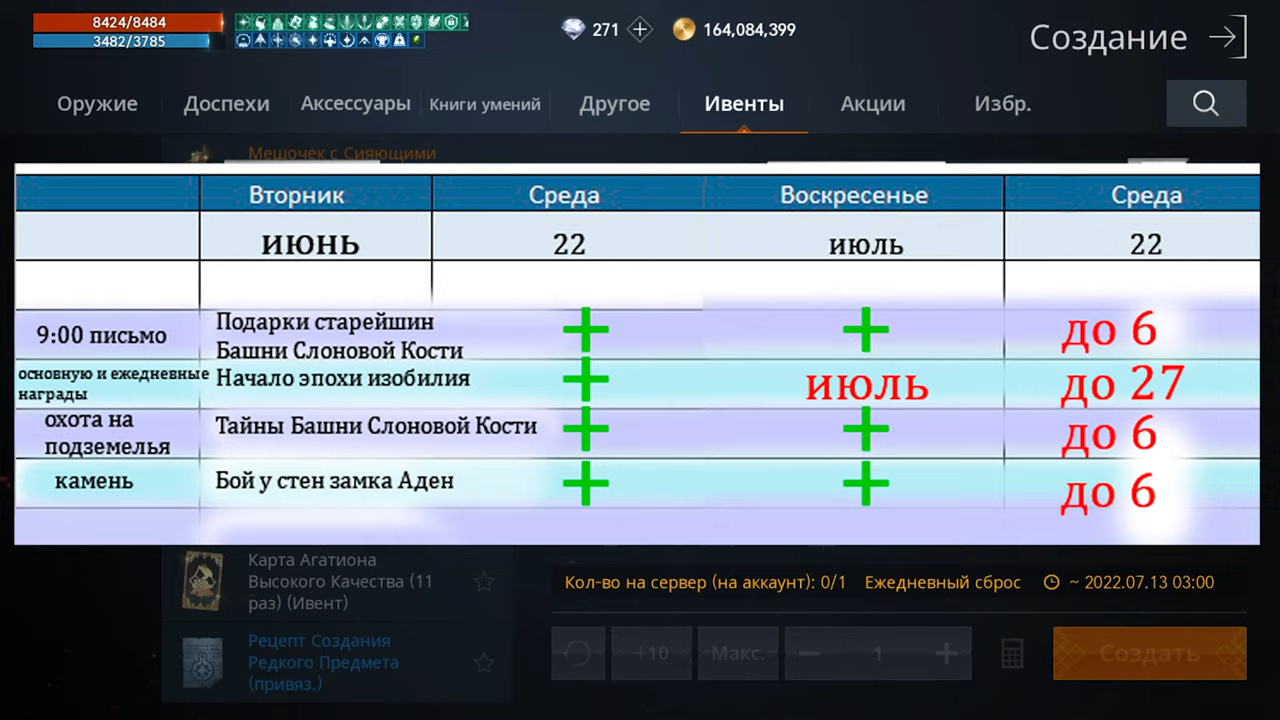 8424/8484
3482/3785
271
164,084,399
Создание
Оружие
Доспехи
Аксессуары
Книги умений
Другое
Ивенты
Акции
Избр.
Мешочек с Сияющими
Вторник
Среда
Воскресенье
Среда
ИЮНЬ
22
июль
22
9:00 письмо
Подарки старейшин
Башни Слоновой Кости
+
+
до 6
основную и ежедневные
награды
Начало эпохи изобилия
+
июль
до 27
охота на
подземелья
Тайны Башни Слоновой Кости
+
+
до 6
камень
Бой у стен замка Аден
+
+
до 6
Карта Агатиона
Высокого Качества (11
раз) (Ивент)
Кол-во на сервер (на аккаунт): 0/1
Ежедневный сброс
~ 2022.07.13 03:00
Рецепт Создания
Редкого Предмета
(привяз.)
+10
Макс.
1
Создать